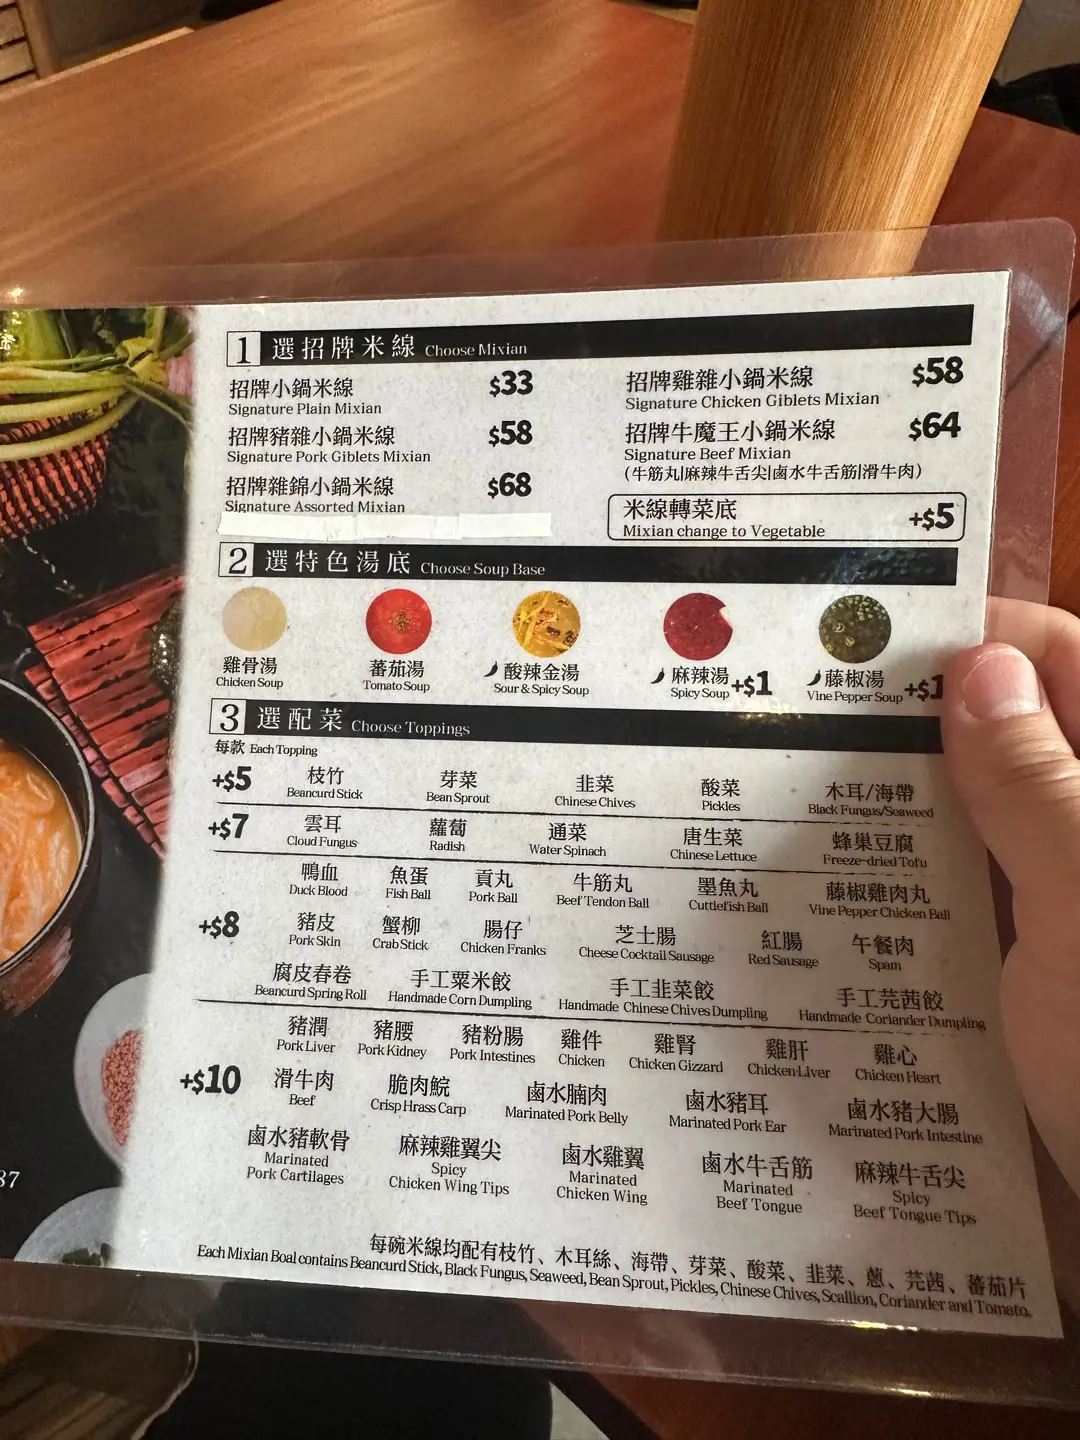 1 選招牌米線 Choose Mixian
招牌小鍋米線 $33
Signature Plain Mixian
招牌豬雜小鍋米線 $58
Signature Pork Giblets Mixian
招牌雜錦小鍋米線 $68
Signature Assorted Mixian
招牌雞雜小鍋米線 $58
Signature Chicken Giblets Mixian
招牌牛魔王小鍋米線 $64
Signature Beef Mixian
(牛筋丸|麻辣牛舌尖|鹵水牛舌筋|滑牛肉)
米線轉菜底 +$5
Mixian change to Vegetable
2 選特色湯底 Choose Soup Base
雞骨湯 蕃茄湯 酸辣金湯 麻辣湯 +$1 藤椒湯 +$1
Chicken Soup Tomato Soup Sour & Spicy Soup Spicy Soup Vine Pepper Soup
3 選配菜 Choose Toppings
每款 Each Topping
+$5 枝竹 芽菜 韭菜 酸菜 木耳/海帶
Beancurd Stick Bean Sprout Chinese Chives Pickles Black Fungus/Seaweed
+$7 雲耳 蘿蔔 通菜 唐生菜 蜂巢豆腐
Cloud Fungus Radish Water Spinach Chinese Lettuce Freeze-dried Tofu
鴨血 魚蛋 貢丸 牛筋丸 墨魚丸 藤椒雞肉丸
Duck Blood Fish Ball Pork Ball Beef Tendon Ball Cuttlefish Ball Vine Pepper Chicken Ball
+$8 豬皮 蟹柳 腸仔 芝士腸 紅腸 午餐肉
Pork Skin Crab Stick Chicken Franks Cheese Cocktail Sausage Red Sausage Spam
腐皮春卷 手工粟米餃 手工韭菜餃 手工芫茜餃
Beancurd Spring Roll Handmade Corn Dumpling Handmade Chinese Chives Dumpling Handmade Coriander Dumpling
豬潤 豬腰 豬粉腸 雞件 雞腎 雞肝 雞心
Pork Liver Pork Kidney Pork Intestines Chicken Chicken Gizzard Chicken Liver Chicken Heart
+$10 滑牛肉 脆肉鯇 鹵水腩肉 鹵水豬耳 鹵水豬大腸
Beef Crisp Hrass Carp Marinated Pork Belly Marinated Pork Ear Marinated Pork Intestine
鹵水豬軟骨 麻辣雞翼尖 鹵水雞翼 鹵水牛舌筋 麻辣牛舌尖
Marinated Spicy Marinated Marinated Spicy
Pork Cartilages Chicken Wing Tips Chicken Wing Beef Tongue Beef Tongue Tips
87
每碗米線均配有枝竹、木耳絲、海帶、芽菜、酸菜、韭菜、蔥、芫茜、蕃茄片
Each Mixian Boal contains Beancurd Stick, Black Fungus, Seaweed, Bean Sprout, Pickles, Chinese Chives, Scallion, Coriander and Tomato.